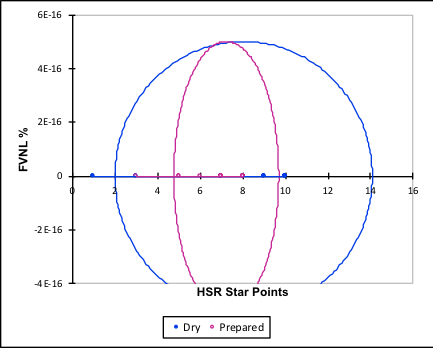 6E-16
4E-16
2E-16
0
-2E-16
-4E-16
FVNL %
0 2 4 6 8 10 12 14 16
HSR Star Points
Dry Prepared